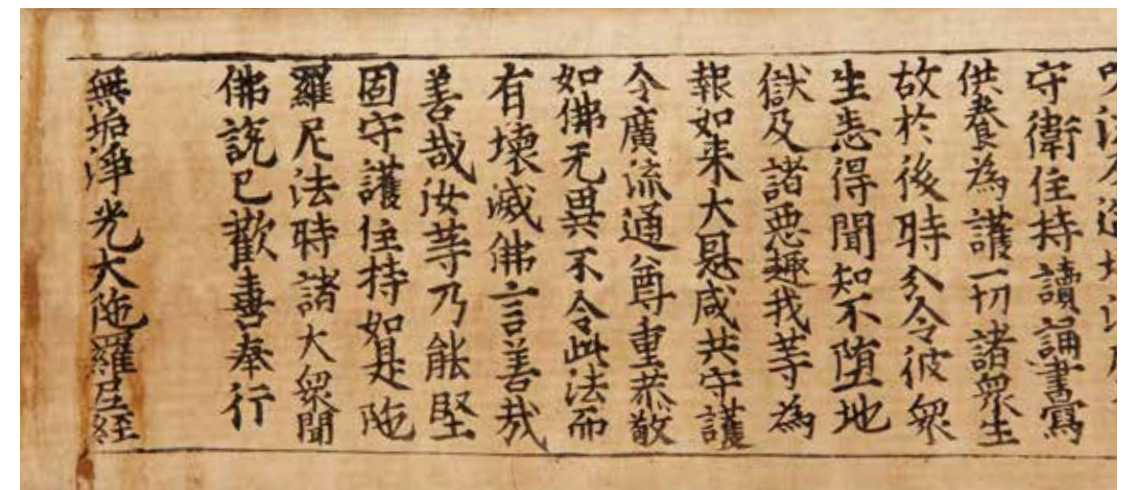 守衛住持讀誦書寫
供養為護一切諸衆生
故於後時分令彼衆
生悉得聞知不堕地
獄及諸悪趣我等為
報如来大恩咸共守護
令廣流通尊重恭敬
如佛无異不令此法而
有壞滅佛言善哉
善哉汝等乃能堅
固守護住持如是陁
羅尼法時諸大衆聞
佛說已歡喜奉行
無垢淨光大陁羅尼経